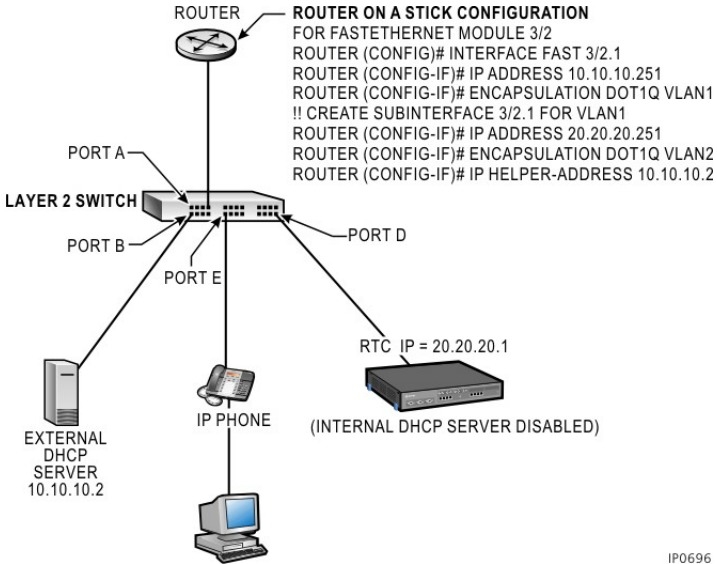 ROUTER
ROUTER ON A STICK CONFIGURATION
FOR FASTETHERNET MODULE 3/2
ROUTER (CONFIG)# INTERFACE FAST 3/2.1
ROUTER (CONFIG-IF)# IP ADDRESS 10.10.10.251
ROUTER (CONFIG-IF)# ENCAPSULATION DOT1Q VLAN1
!! CREATE SUBINTERFACE 3/2.1 FOR VLAN1
ROUTER (CONFIG-IF)# IP ADDRESS 20.20.20.251
ROUTER (CONFIG-IF)# ENCAPSULATION DOT1Q VLAN2
ROUTER (CONFIG-IF)# IP HELPER-ADDRESS 10.10.10.2
PORT A
LAYER 2 SWITCH
PORT B
PORT E
PORT D
RTC IP = 20.20.20.1
IP PHONE
(INTERNAL DHCP SERVER DISABLED)
EXTERNAL
DHCP
SERVER
10.10.10.2
IP0696